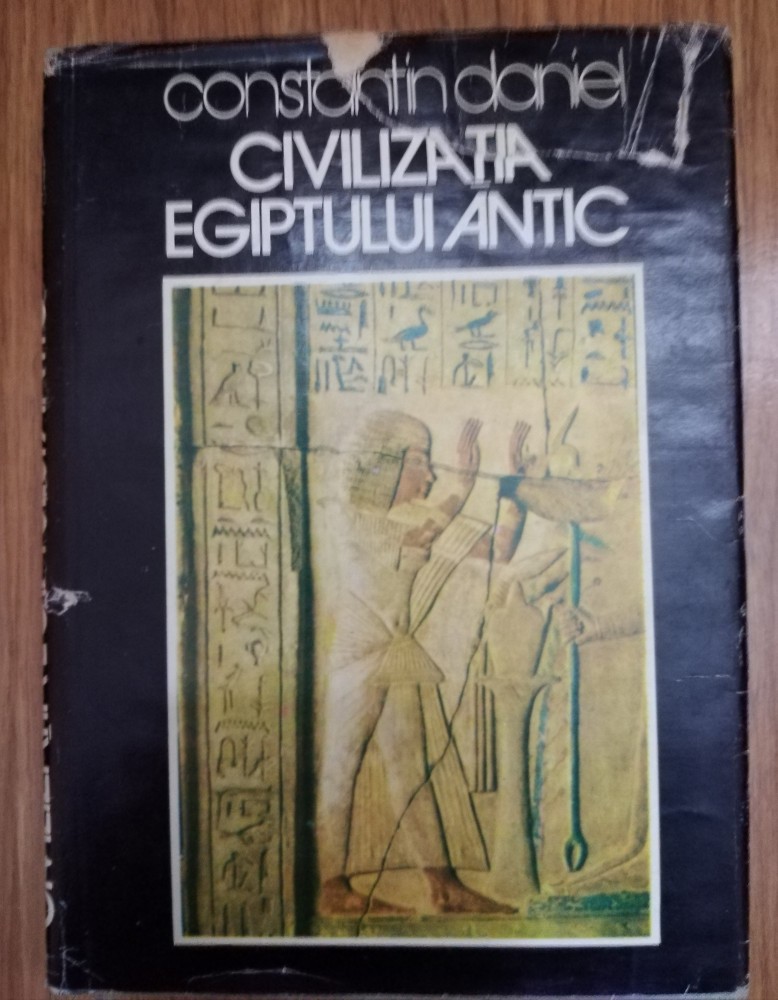 constantin daniel
CIVILIZAȚIA
EGIPTULUI ANTIC